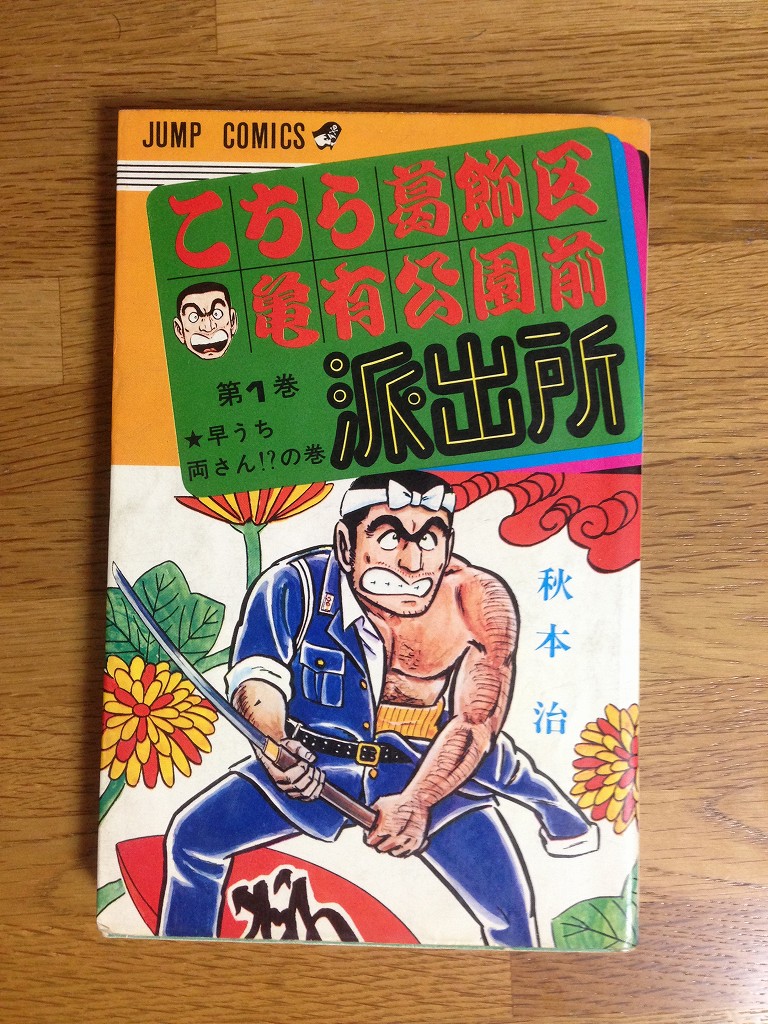 JUMP COMICS
こちら葛飾区
亀有公園前
派出所
第1巻
★早うち
両さん!?の巻
秋本治